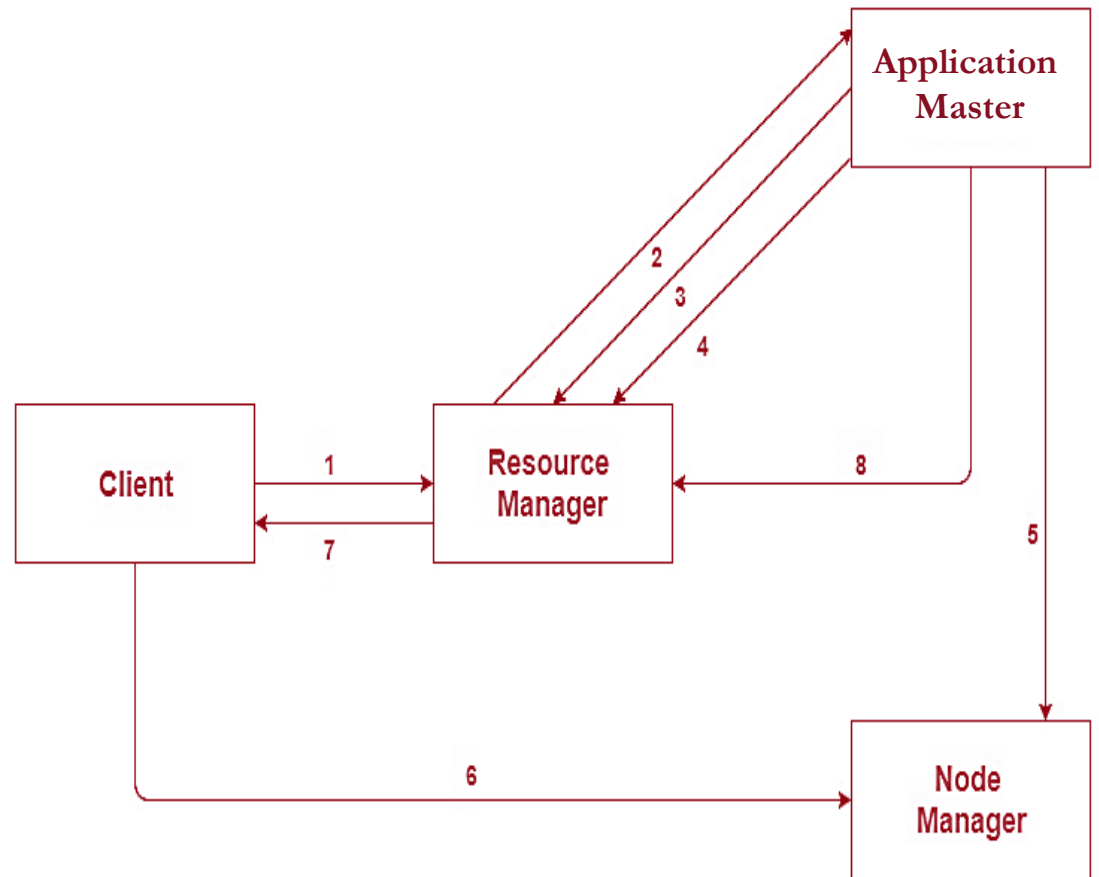 Application
Master
2
3
4
Client
1
Resource
Manager
8
7
5
6
Node
Manager